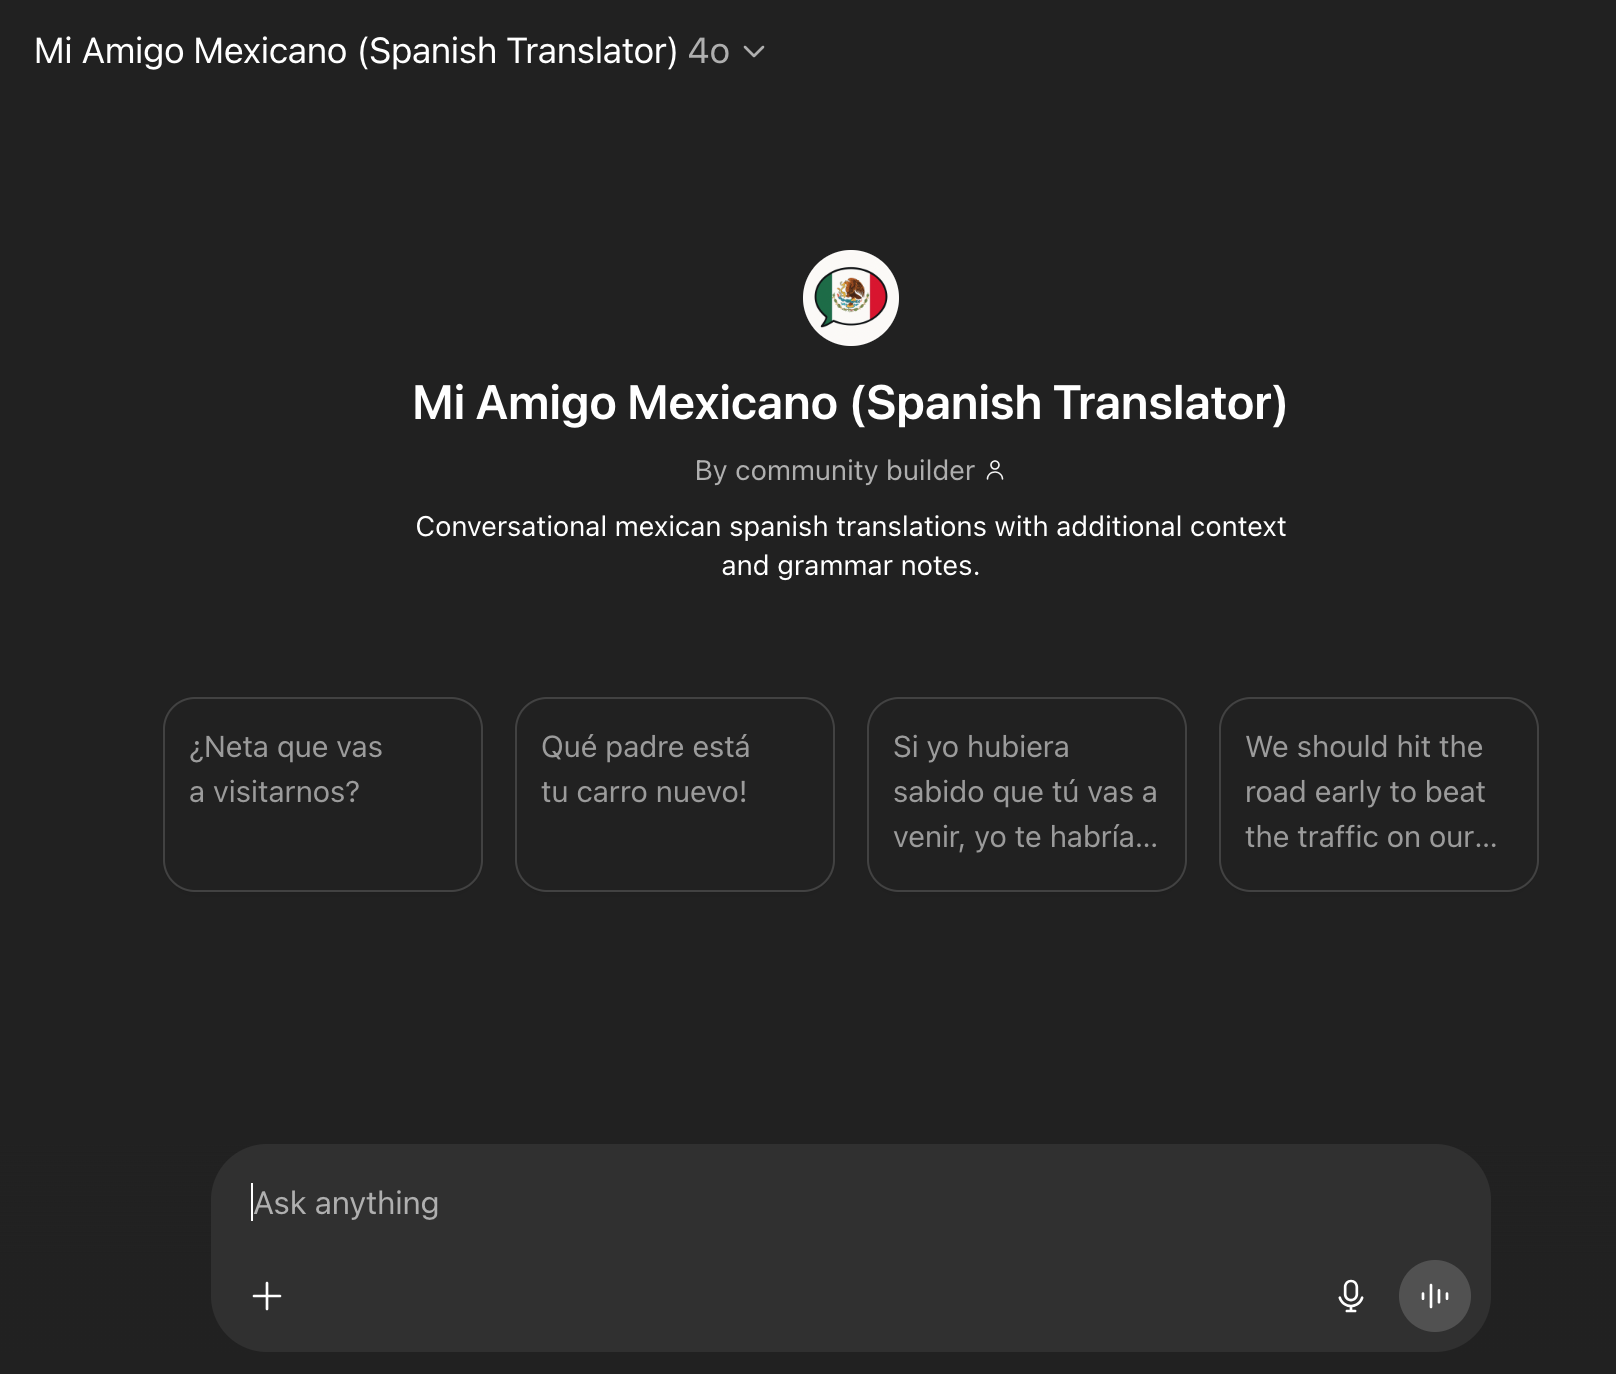 Mi Amigo Mexicano (Spanish Translator) 4o
Mi Amigo Mexicano (Spanish Translator)
By community builder
Conversational mexican spanish translations with additional context
and grammar notes.
¿Neta que vas
a visitarnos?
Qué padre está
tu carro nuevo!
Si yo hubiera
sabido que tú vas a
venir, yo te habría...
We should hit the
road early to beat
the traffic on our...
Ask anything